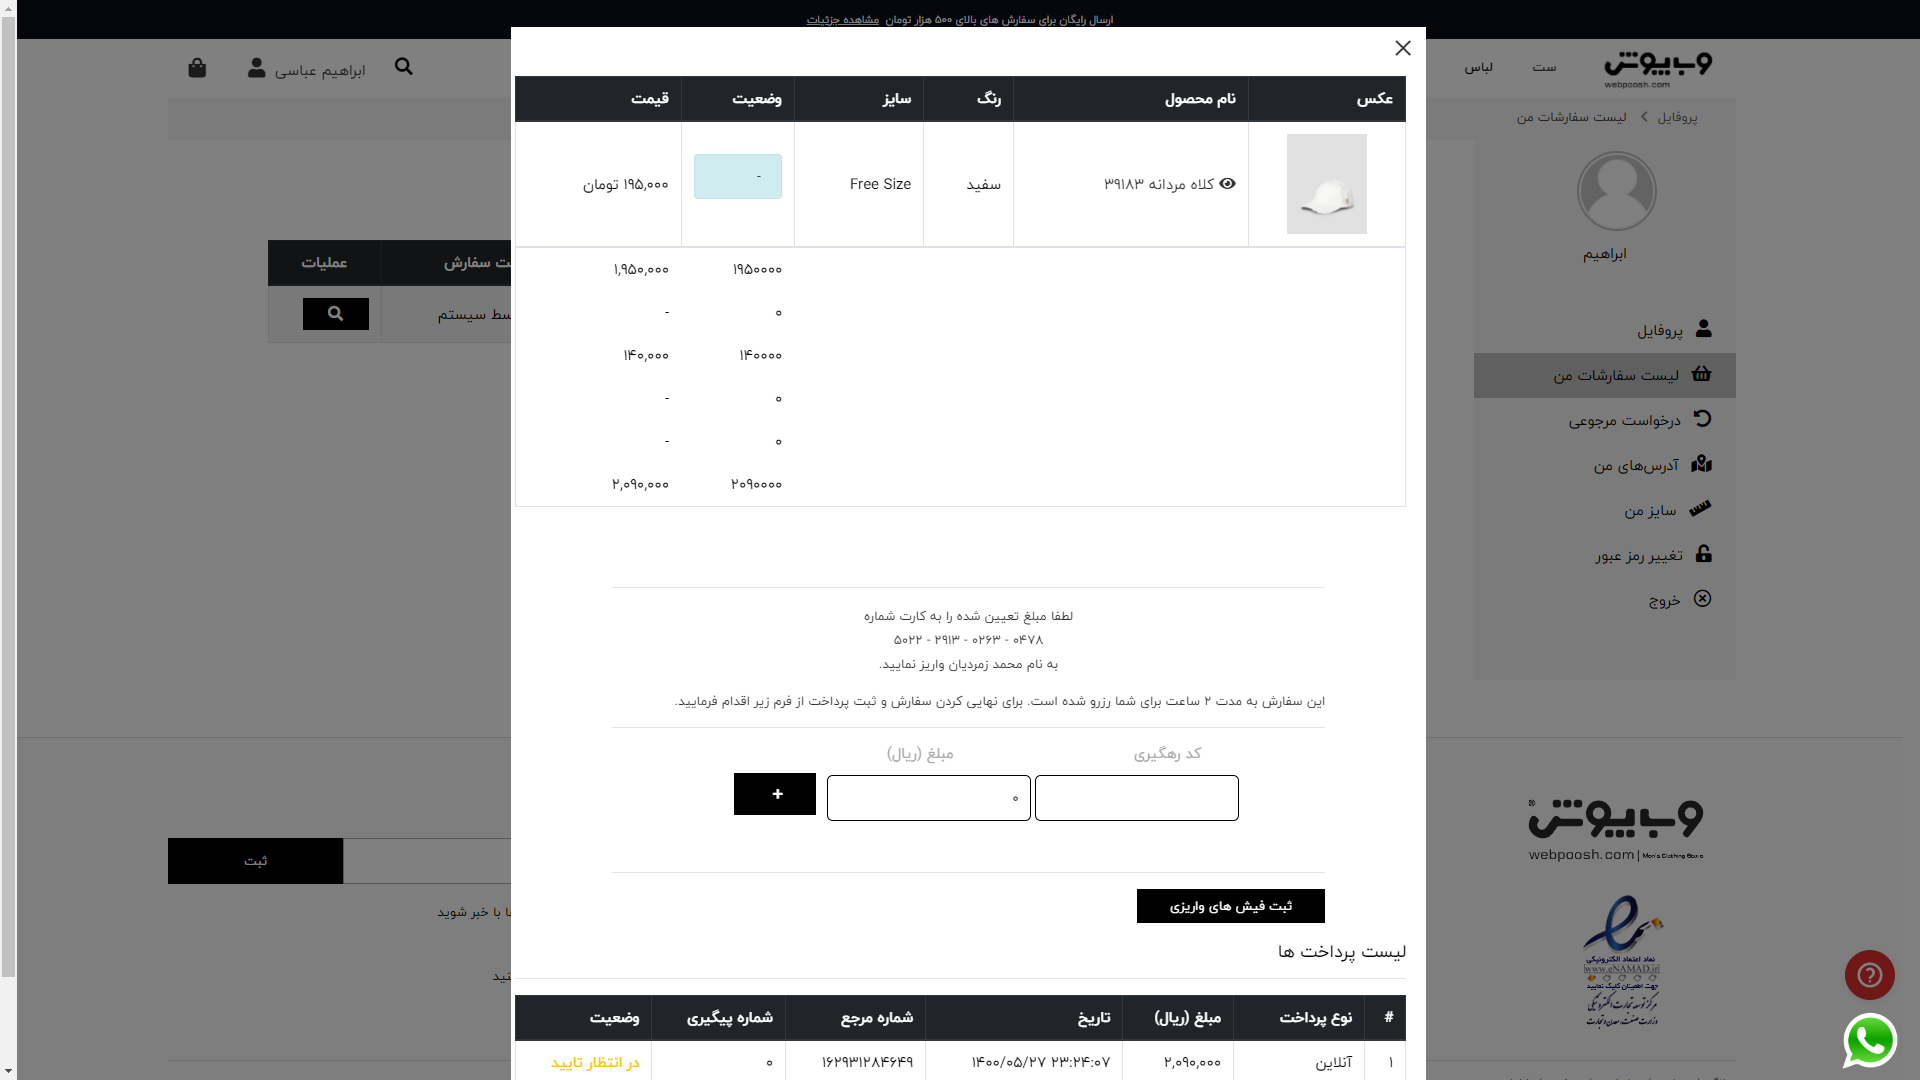 ارسال رایگان برای سفارش های بالای ۵۰۰ هزار تومان مشاهده جزئیات
وب‌پوش
webpoosh.com
ست
لباس
ابراهیم عباسی
پروفایل
لیست سفارشات من
ابراهیم
پروفایل
لیست سفارشات من
درخواست مرجوعی
آدرس‌های من
سایز من
تغییر رمز عبور
خروج
عکس نام محصول رنگ سایز وضعیت قیمت
کلاه مردانه ۳۹۱۸۳ سفید Free Size - ۱۹۵,۰۰۰ تومان
۱۹۵۰۰۰۰ ۱,۹۵۰,۰۰۰
۰ -
۱۴۰۰۰۰ ۱۴۰,۰۰۰
۰ -
۰ -
۲۰۹۰۰۰۰ ۲,۰۹۰,۰۰۰
سفارش عملیات
سیستم
لطفا مبلغ تعیین شده را به کارت شماره
۵۰۲۲ - ۲۹۱۳ - ۰۲۶۳ - ۰۴۷۸
به نام محمد زمردیان واریز نمایید.
این سفارش به مدت ۲ ساعت برای شما رزرو شده است. برای نهایی کردن سفارش و ثبت پرداخت از فرم زیر اقدام فرمایید.
کد رهگیری مبلغ (ریال)
۰ +
ثبت فیش های واریزی
لیست پرداخت ها
# نوع پرداخت مبلغ (ریال) تاریخ شماره مرجع شماره پیگیری وضعیت
۱ آنلاین ۲,۰۹۰,۰۰۰ ۱۴۰۰/۰۵/۲۷ ۲۳:۲۴:۰۷ ۱۶۲۹۳۱۲۸۴۶۴۹ ۰ در انتظار تایید
ثبت
با خبر شوید
وب‌پوش
webpoosh.com | Men's Clothing Store
نماد اعتماد الکترونیکی
www.eNAMAD.ir
جهت اطمینان کلیک نمایید
مرکز توسعه تجارت الکترونیکی
وزارت صنعت، معدن و تجارت